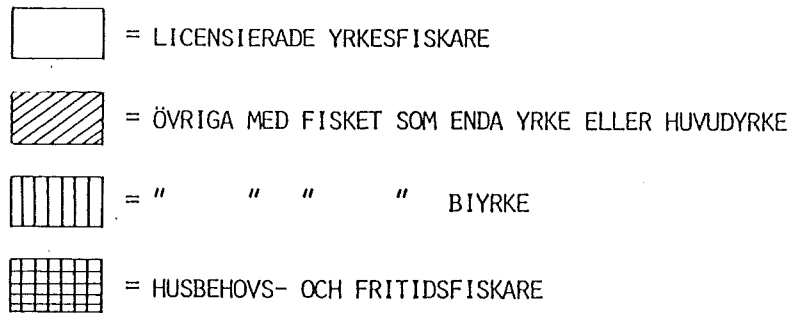 = LICENSIERADE YRKESFISKARE
= ÖVRIGA MED FISKET SOM ENDA YRKE ELLER HUVUDYRKE
= " " " " BIYRKE
= HUSBEHOVS- OCH FRITIDSFISKARE